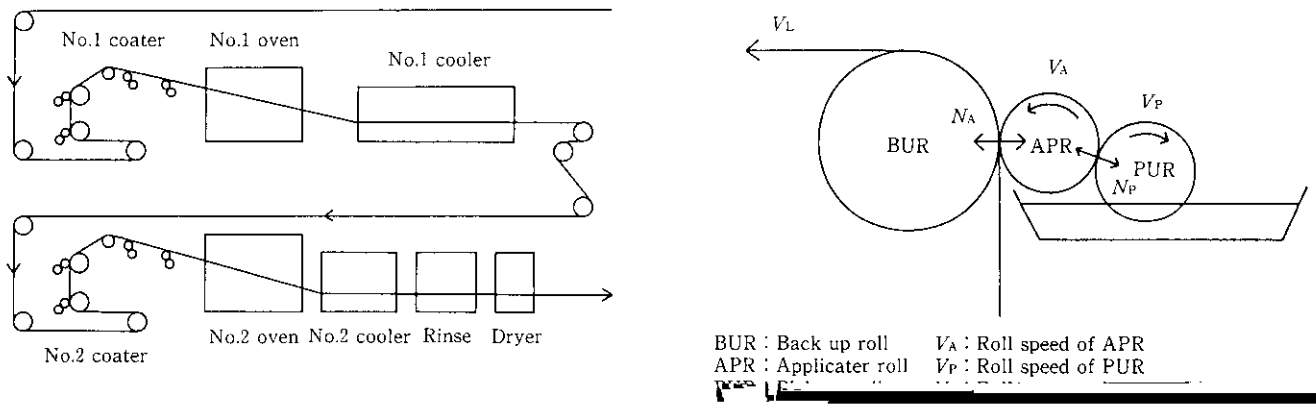 No.1 coater
No.1 oven
No.1 cooler
No.2 oven
No.2 cooler
Rinse
Dryer
No.2 coater
VL
VA
VP
NA
BUR
APR
PUR
NP
BUR : Back up roll VA : Roll speed of APR
APR : Applicater roll VP : Roll speed of PUR